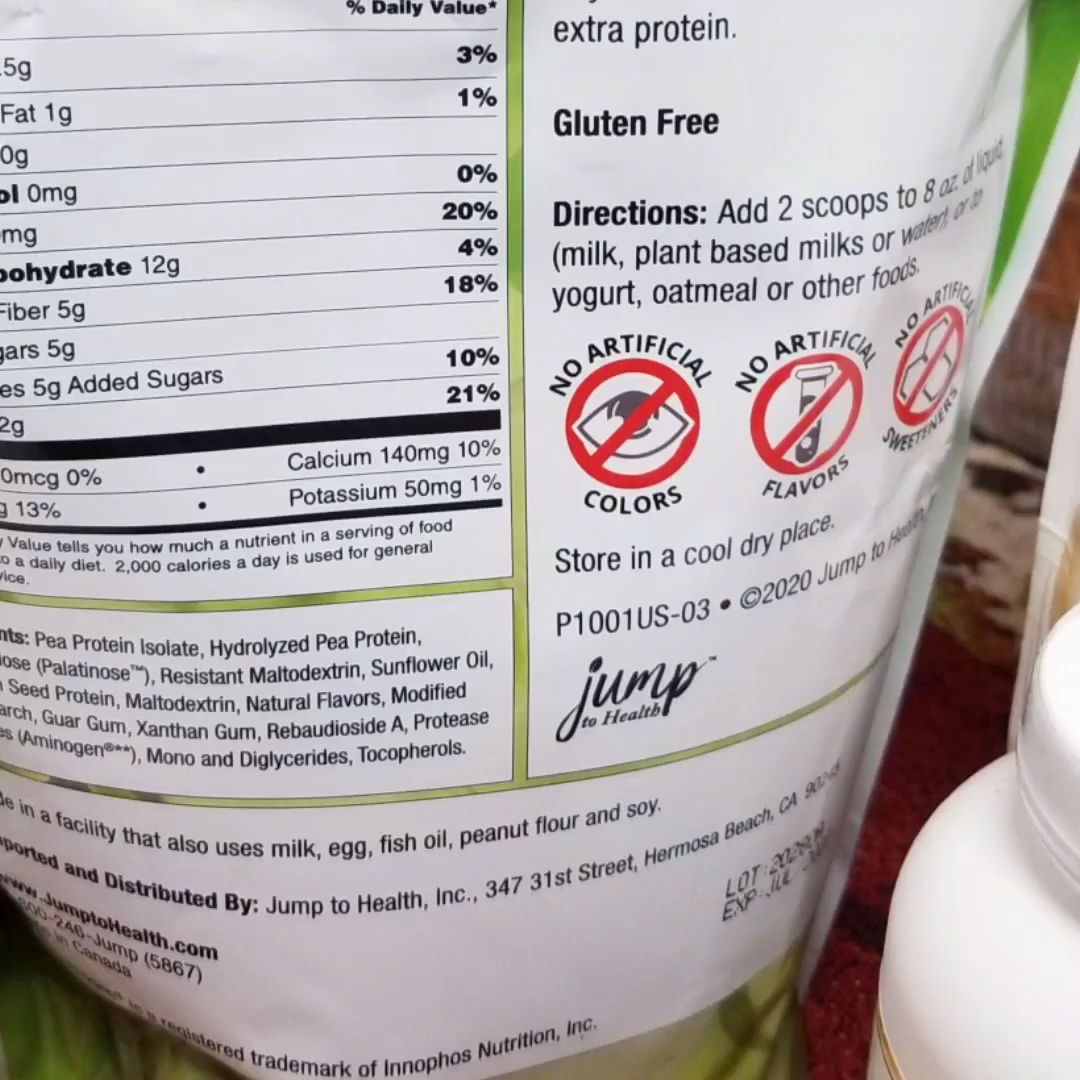 % Daily Value*
.5g 3%
Fat 1g 1%
0g
ol 0mg 0%
mg 20%
bohydrate 12g 4%
Fiber 5g 18%
gars 5g
es 5g Added Sugars 10%
2g 21%
0mcg 0% • Calcium 140mg 10%
g 13% • Potassium 50mg 1%
Value tells you how much a nutrient in a serving of food
o a daily diet. 2,000 calories a day is used for general
vice.
nts: Pea Protein Isolate, Hydrolyzed Pea Protein,
lose (Palatinose™), Resistant Maltodextrin, Sunflower Oil,
Seed Protein, Maltodextrin, Natural Flavors, Modified
arch, Guar Gum, Xanthan Gum, Rebaudioside A, Protease
es (Aminogen®**), Mono and Diglycerides, Tocopherols.
extra protein.
Gluten Free
Directions: Add 2 scoops to 8 oz. of liquid
(milk, plant based milks or water), or to
yogurt, oatmeal or other foods.
NO ARTIFICIAL
COLORS
NO ARTIFICIAL
FLAVORS
NO ARTIFICIAL
SWEETENERS
Store in a cool dry place.
P1001US-03 • ©2020 Jump to Health,
jump™
to Health
de in a facility that also uses milk, egg, fish oil, peanut flour and soy.
ported and Distributed By: Jump to Health, Inc., 347 31st Street, Hermosa Beach, CA
www.JumptoHealth.com
800-246-Jump (5867)
in Canada
LOT:
EXP: JUL
is a registered trademark of Innophos Nutrition, Inc.